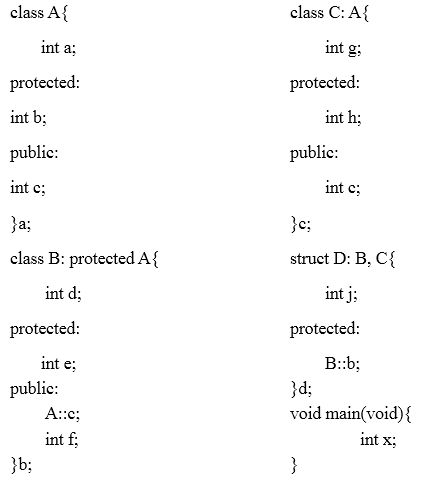 class A{
int a;
protected:
int b;
public:
int c;
}a;
class B: protected A{
int d;
protected:
int e;
public:
A::c;
int f;
}b;
class C: A{
int g;
protected:
int h;
public:
int c;
}c;
struct D: B, C{
int j;
protected:
B::b;
}d;
void main(void){
int x;
}